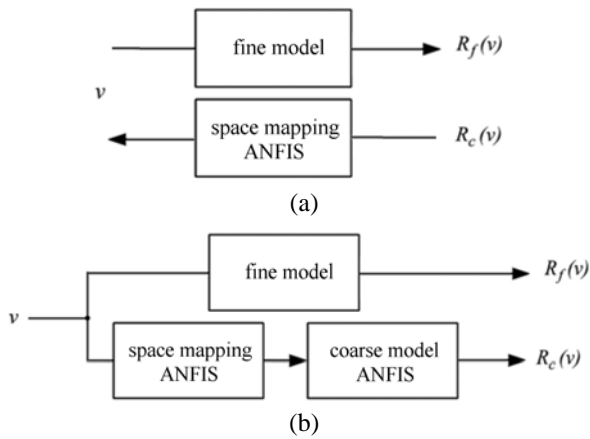 fine model
R_f(v)
v
space mapping
ANFIS
R_c(v)
(a)
fine model
R_f(v)
v
space mapping
ANFIS
coarse model
ANFIS
R_c(v)
(b)